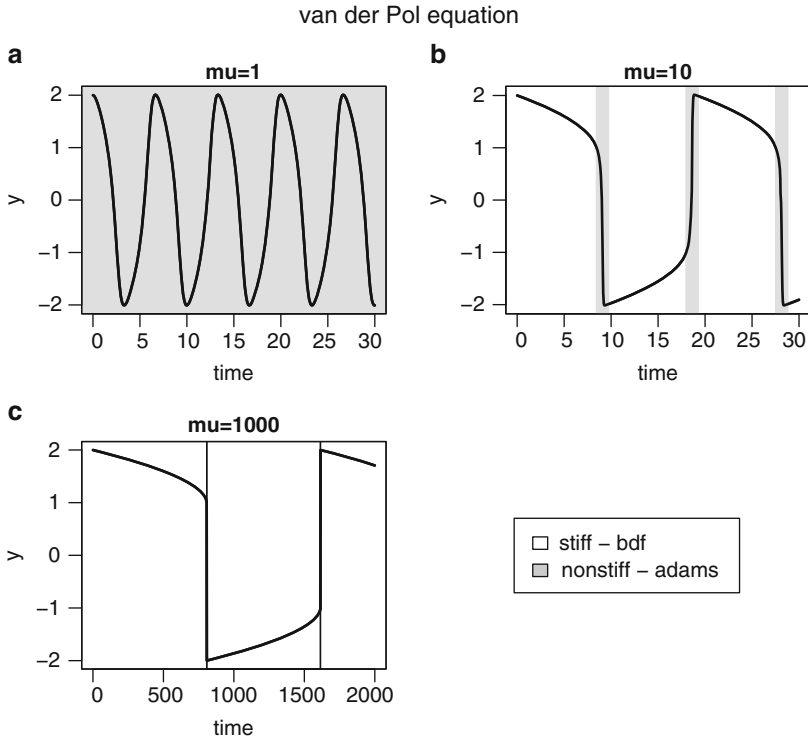 van der Pol equation
a
mu=1
2
1
0
−1
−2
y
0 5 10 15 20 25 30
time
b
mu=10
2
1
0
−1
−2
y
0 5 10 15 20 25 30
time
c
mu=1000
2
1
0
−1
−2
y
0 500 1000 1500 2000
time
stiff − bdf
nonstiff − adams